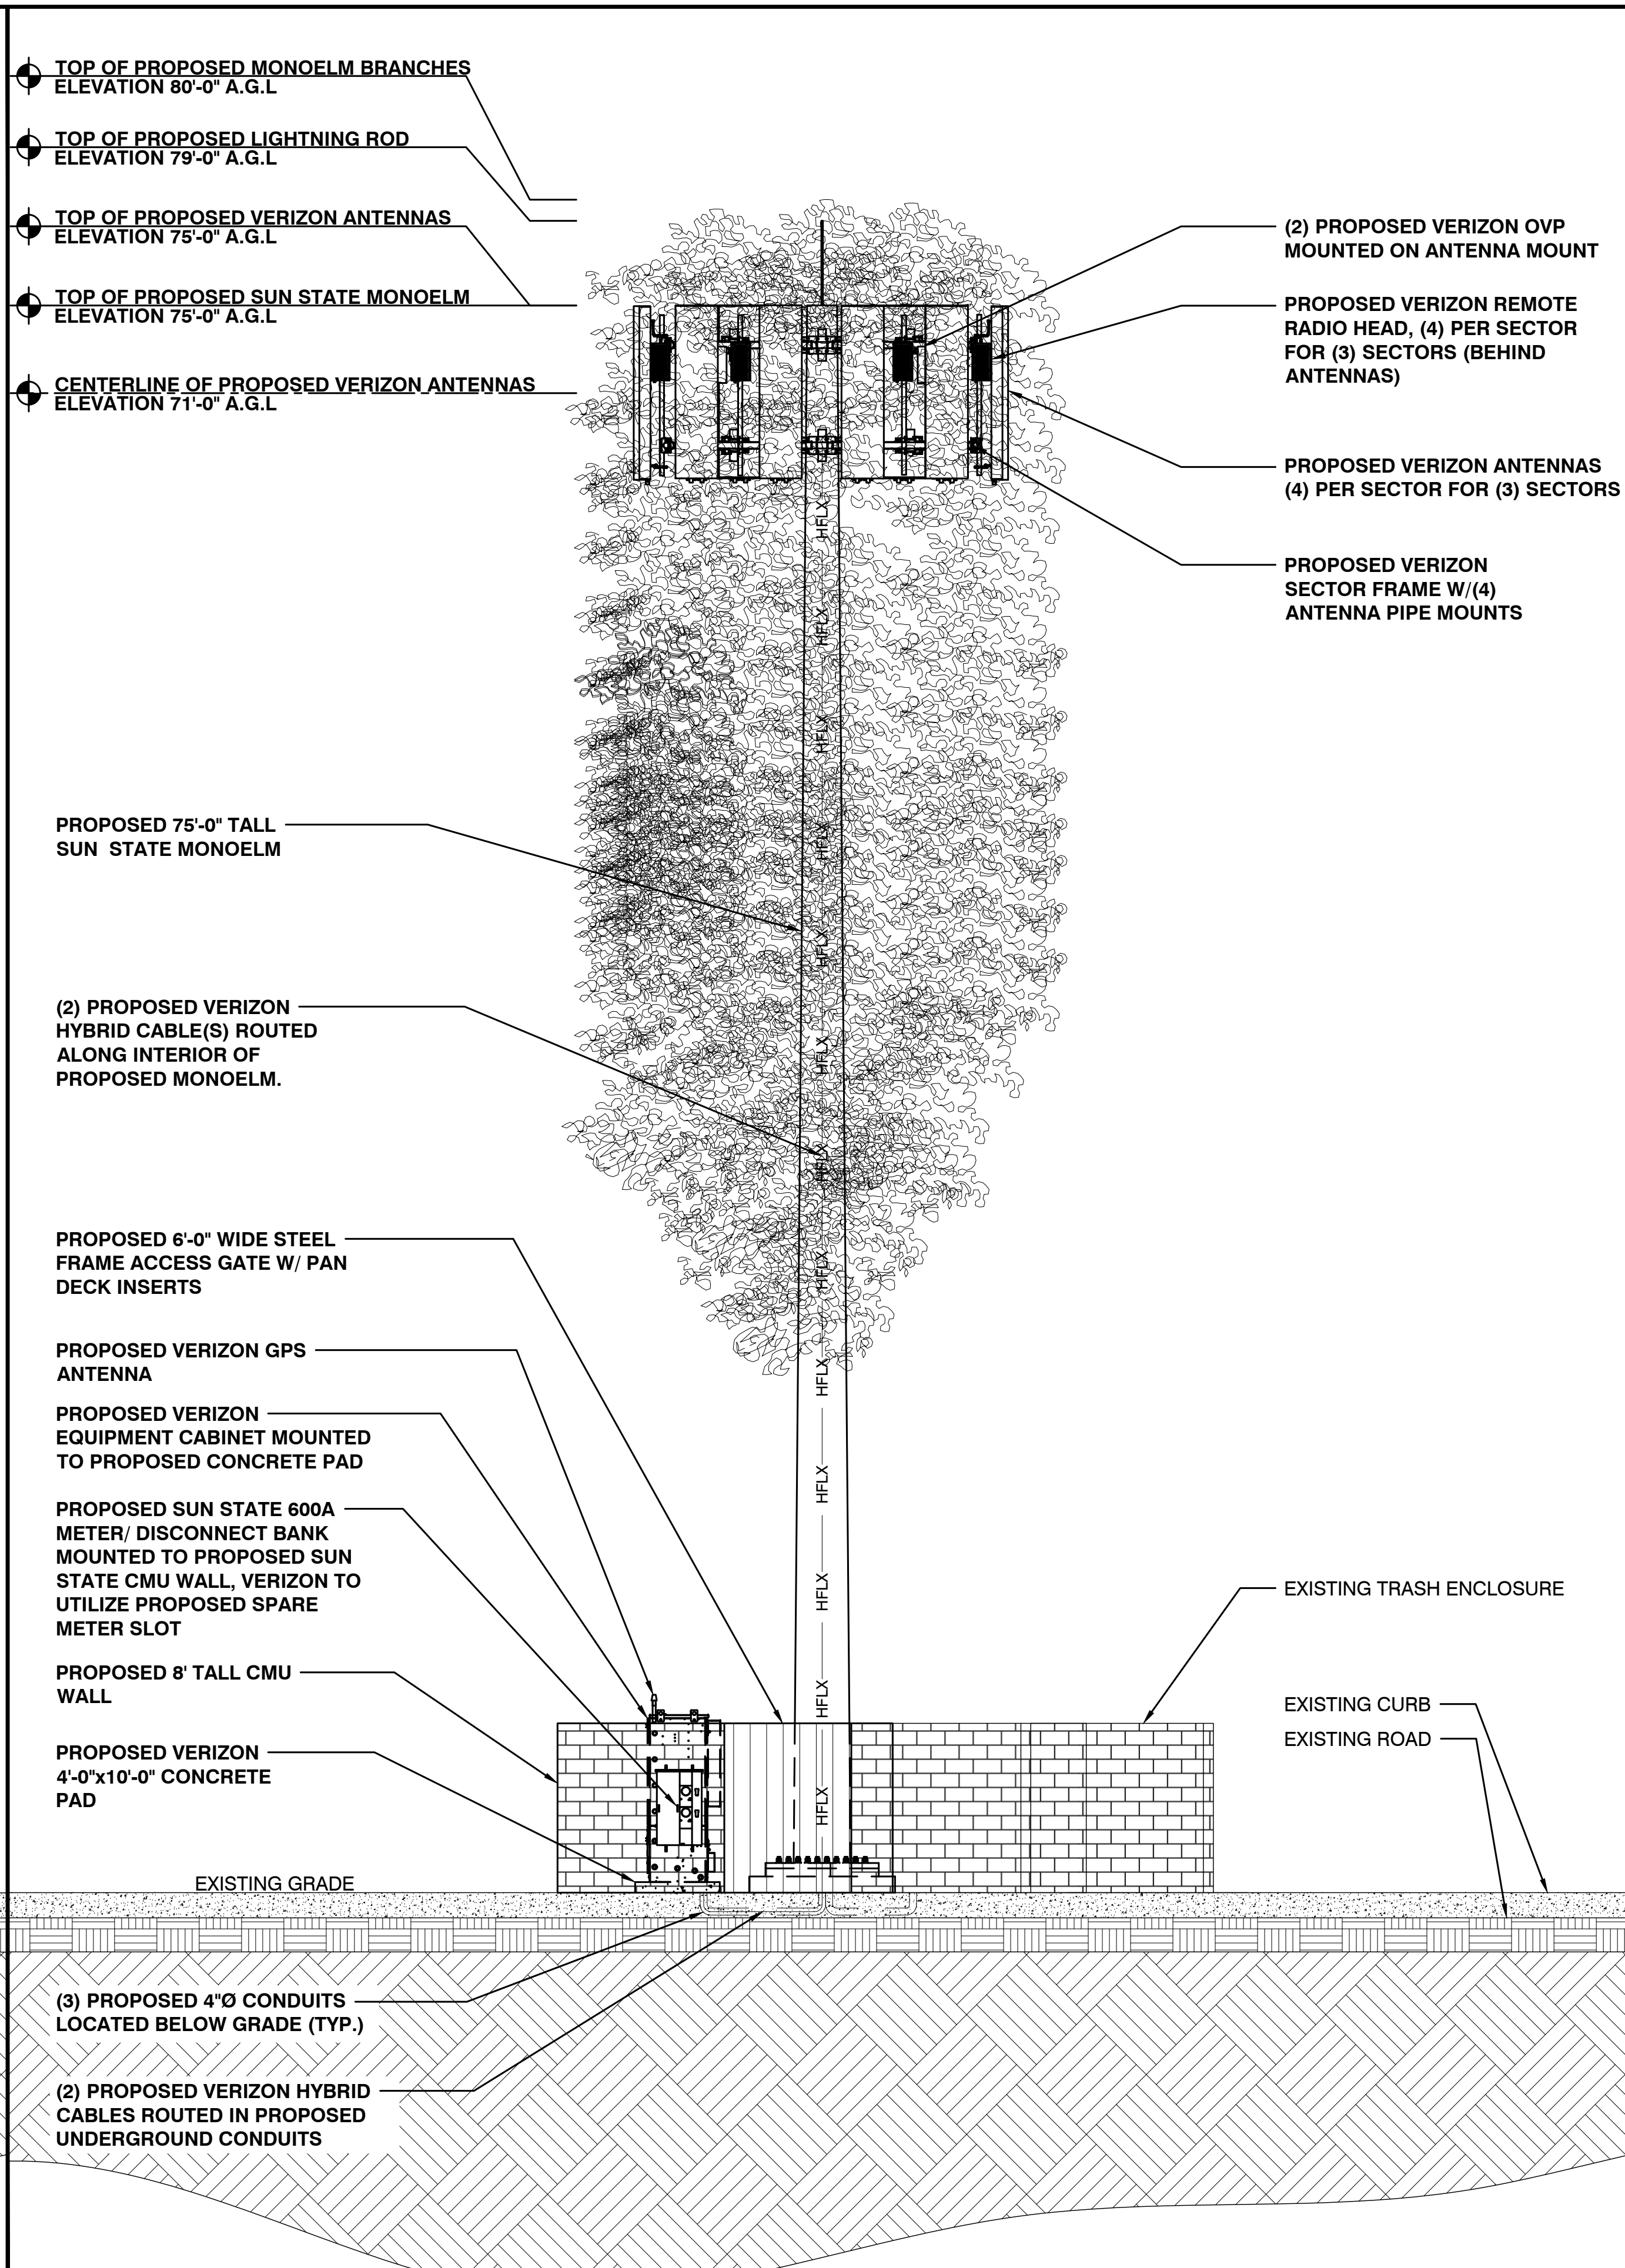 TOP OF PROPOSED MONOELM BRANCHES
ELEVATION 80'-0" A.G.L
TOP OF PROPOSED LIGHTNING ROD
ELEVATION 79'-0" A.G.L
TOP OF PROPOSED VERIZON ANTENNAS
ELEVATION 75'-0" A.G.L
TOP OF PROPOSED SUN STATE MONOELM
ELEVATION 75'-0" A.G.L
CENTERLINE OF PROPOSED VERIZON ANTENNAS
ELEVATION 71'-0" A.G.L
(2) PROPOSED VERIZON OVP
MOUNTED ON ANTENNA MOUNT
PROPOSED VERIZON REMOTE
RADIO HEAD, (4) PER SECTOR
FOR (3) SECTORS (BEHIND
ANTENNAS)
PROPOSED VERIZON ANTENNAS
(4) PER SECTOR FOR (3) SECTORS
PROPOSED VERIZON
SECTOR FRAME W/(4)
ANTENNA PIPE MOUNTS
HFLX
HFLX
HFLX
HFLX
HFLX
HFLX
HFLX
HFLX
HFLX
HFLX
HFLX
HFLX
HFLX
PROPOSED 75'-0" TALL
SUN STATE MONOELM
(2) PROPOSED VERIZON
HYBRID CABLE(S) ROUTED
ALONG INTERIOR OF
PROPOSED MONOELM.
PROPOSED 6'-0" WIDE STEEL
FRAME ACCESS GATE W/ PAN
DECK INSERTS
PROPOSED VERIZON GPS
ANTENNA
PROPOSED VERIZON
EQUIPMENT CABINET MOUNTED
TO PROPOSED CONCRETE PAD
PROPOSED SUN STATE 600A
METER/ DISCONNECT BANK
MOUNTED TO PROPOSED SUN
STATE CMU WALL, VERIZON TO
UTILIZE PROPOSED SPARE
METER SLOT
PROPOSED 8' TALL CMU
WALL
PROPOSED VERIZON
4'-0"x10'-0" CONCRETE
PAD
EXISTING TRASH ENCLOSURE
EXISTING CURB
EXISTING ROAD
EXISTING GRADE
(3) PROPOSED 4"Ø CONDUITS
LOCATED BELOW GRADE (TYP.)
(2) PROPOSED VERIZON HYBRID
CABLES ROUTED IN PROPOSED
UNDERGROUND CONDUITS